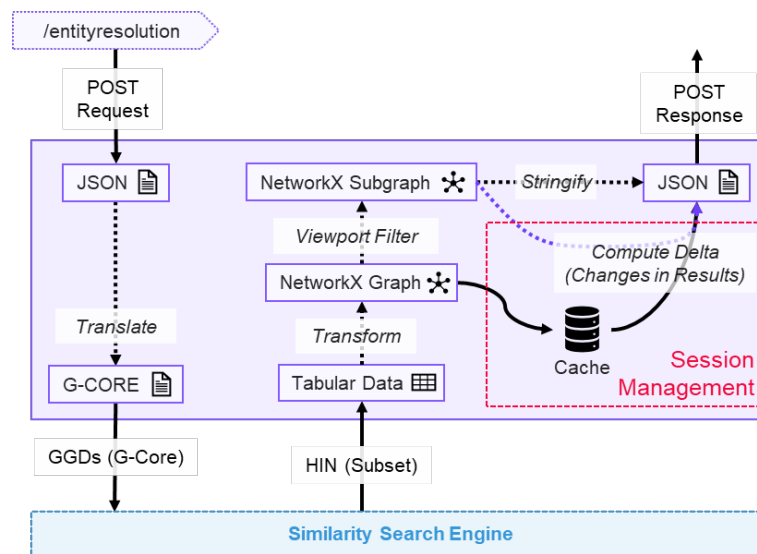 /entityresolution
POST
Request
POST
Response
JSON
NetworkX Subgraph
Stringify
JSON
Viewport Filter
Compute Delta
(Changes in Results)
NetworkX Graph
Translate
Transform
Cache
Session
Management
G-CORE
Tabular Data
GGDs (G-Core)
HIN (Subset)
Similarity Search Engine